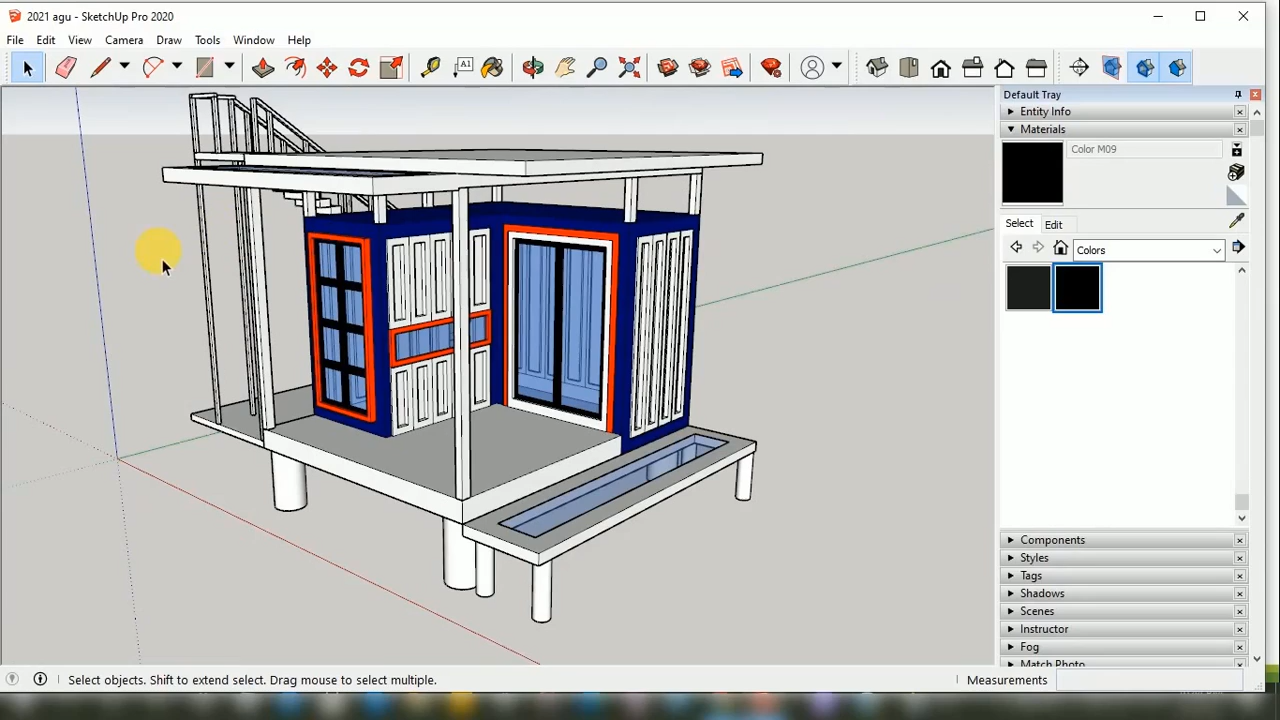 2021 agu - SketchUp Pro 2020
File Edit View Camera Draw Tools Window Help
A1
Default Tray
Entity Info
Materials
Color M09
Select Edit
Colors
Components
Styles
Tags
Shadows
Scenes
Instructor
Fog
Match Photo
Select objects. Shift to extend select. Drag mouse to select multiple.
Measurements